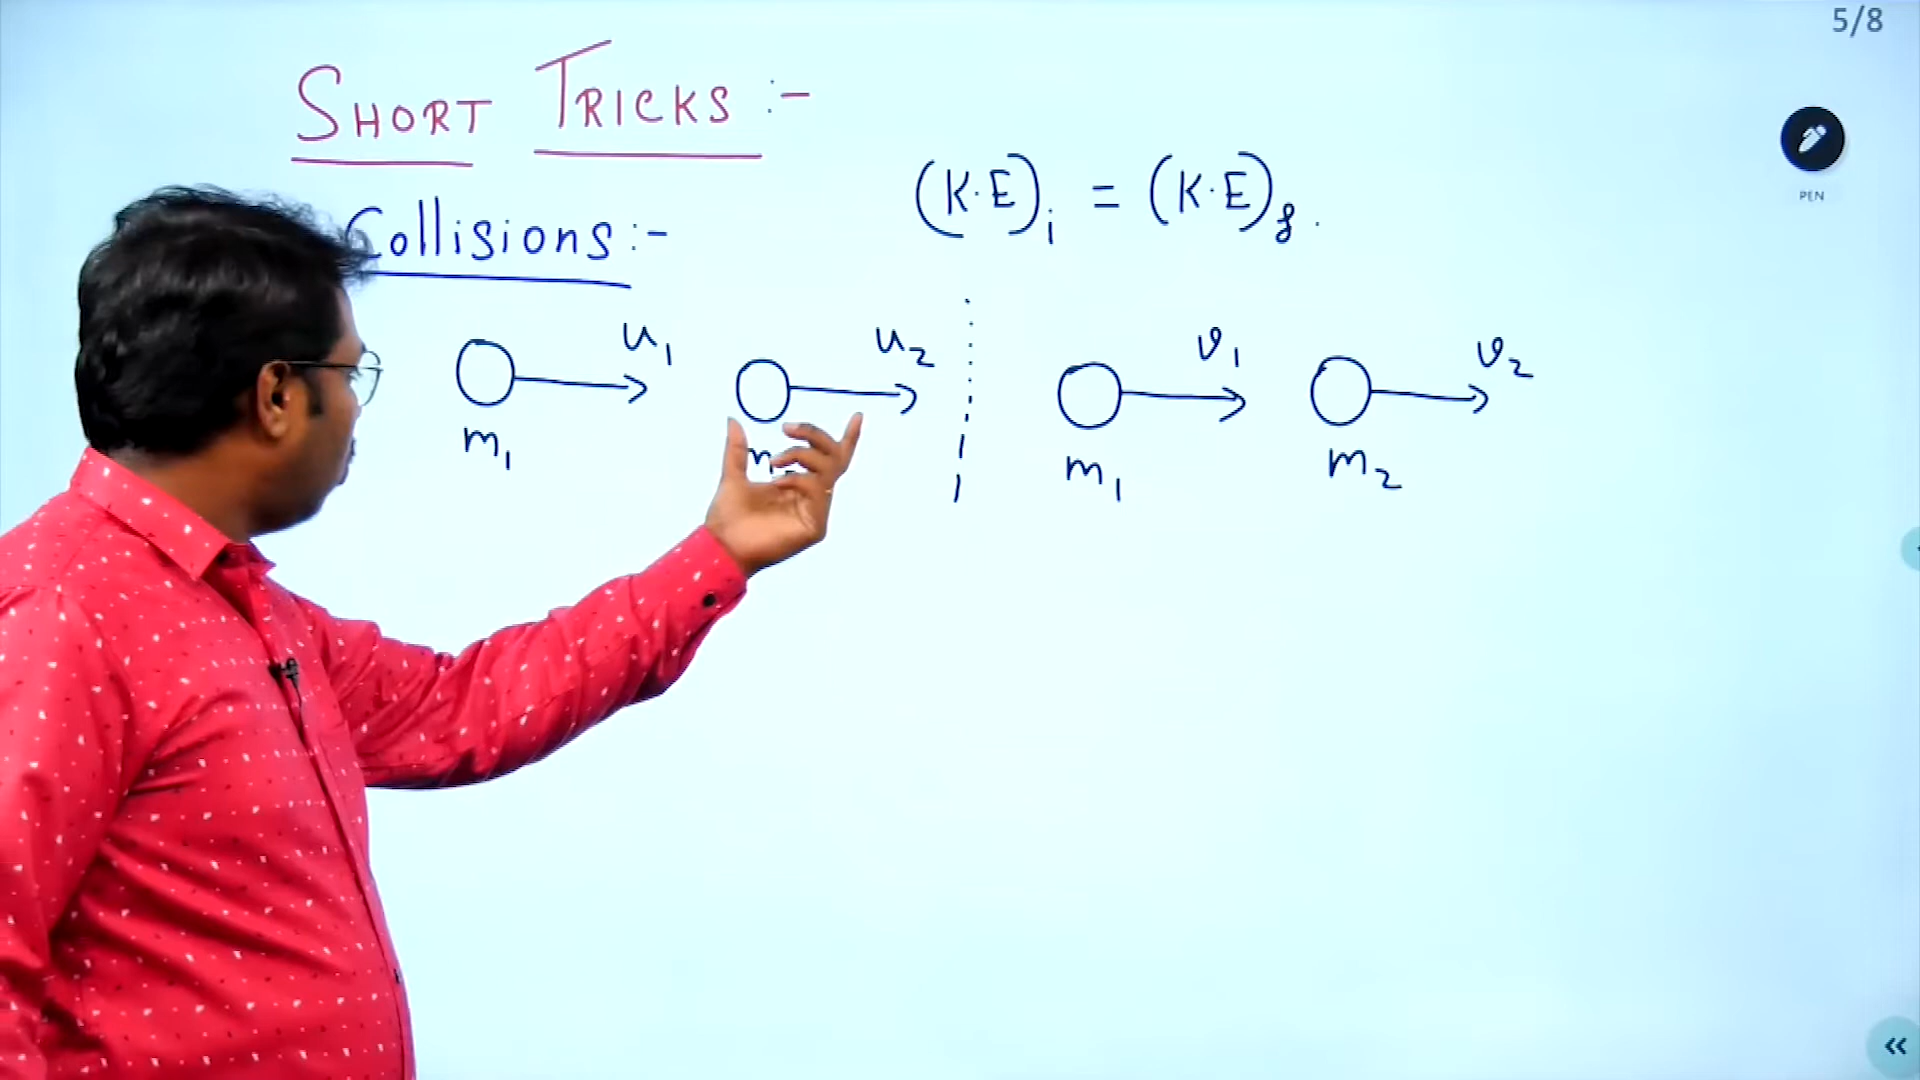 5/8
SHORT TRICKS :-
(K.E)i = (K.E)f.
PEN
Collisions :-
u1 u2 v1 v2
m1 m1 m2